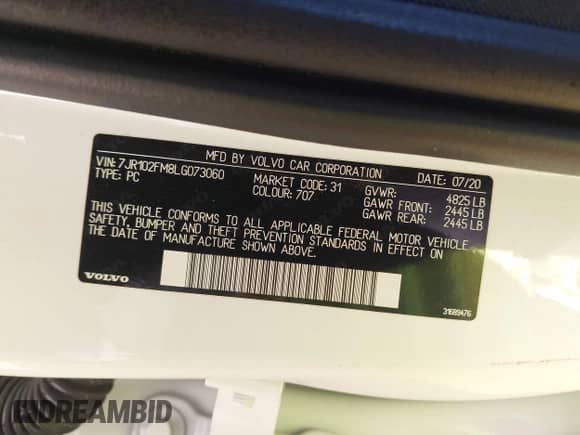 MFD BY VOLVO CAR CORPORATION DATE: 07/20
VIN: 7JR102FM8LG073060 MARKET CODE: 31 GVWR: 4825 LB
TYPE: PC COLOUR: 707 GAWR FRONT: 2445 LB
GAWR REAR: 2445 LB
THIS VEHICLE CONFORMS TO ALL APPLICABLE FEDERAL MOTOR VEHICLE
SAFETY, BUMPER AND THEFT PREVENTION STANDARDS IN EFFECT ON
THE DATE OF MANUFACTURE SHOWN ABOVE.
VOLVO
31689476
DREAMBID